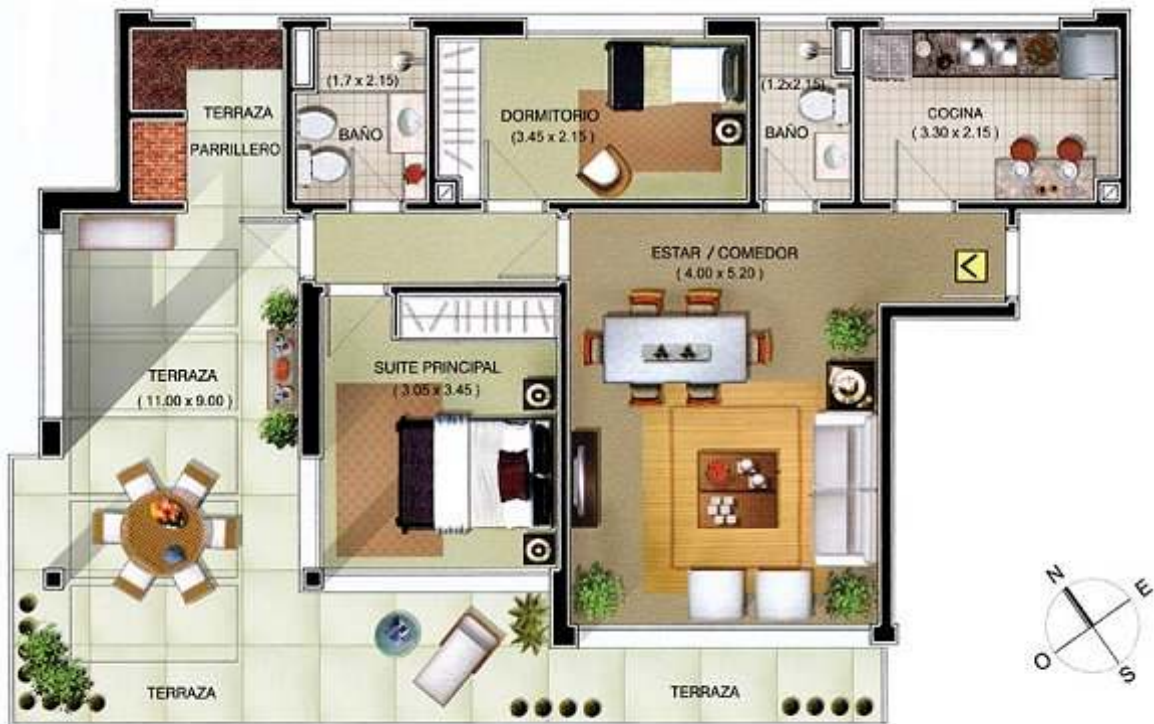 TERRAZA
PARRILLERO
(1.7 x 2.15)
BAÑO
DORMITORIO
(3.45 x 2.15)
(1.2x2.15)
BAÑO
COCINA
( 3.30 x 2.15 )
ESTAR / COMEDOR
( 4.00 x 5.20 )
SUITE PRINCIPAL
( 3.05 x 3.45 )
TERRAZA
( 11.00 x 9.00 )
TERRAZA
TERRAZA
N
E
O
S